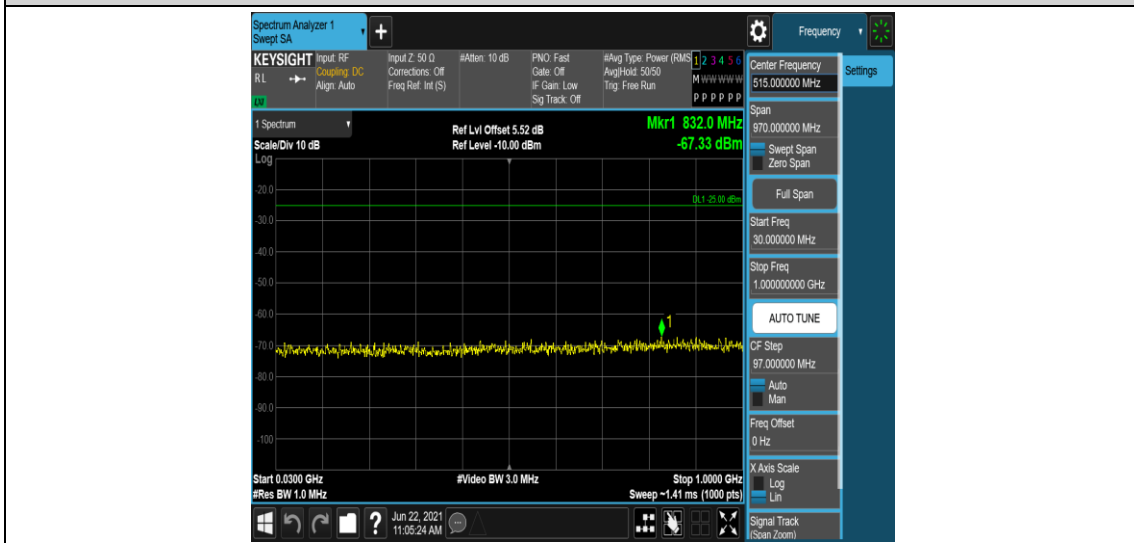 Spectrum Analyzer 1
Swept SA
+
Frequency
KEYSIGHT
RL
LXI
Input: RF
Coupling: DC
Align: Auto
Input Z: 50 Ω
Corrections: Off
Freq Ref: Int (S)
#Atten: 10 dB
PNO: Fast
Gate: Off
IF Gain: Low
Sig Track: Off
#Avg Type: Power (RMS
Avg|Hold: 50/50
Trig: Free Run
1 2 3 4 5 6
M W W W W W
P P P P P P
1 Spectrum
Scale/Div 10 dB
Log
Ref Lvl Offset 5.52 dB
Ref Level -10.00 dBm
Mkr1 832.0 MHz
-67.33 dBm
DL1 -25.00 dBm
-20.0
-30.0
-40.0
-50.0
-60.0
-70.0
-80.0
-90.0
-100
1
Start 0.0300 GHz
#Res BW 1.0 MHz
#Video BW 3.0 MHz
Stop 1.0000 GHz
Sweep ~1.41 ms (1000 pts)
Center Frequency
515.000000 MHz
Settings
Span
970.000000 MHz
Swept Span
Zero Span
Full Span
Start Freq
30.000000 MHz
Stop Freq
1.000000000 GHz
AUTO TUNE
CF Step
97.000000 MHz
Auto
Man
Freq Offset
0 Hz
X Axis Scale
Log
Lin
Signal Track
(Span Zoom)
?
Jun 22, 2021
11:05:24 AM